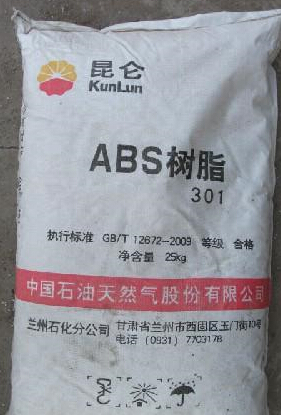 昆仑
KunLun
ABS树脂
301
执行标准 GB/T 12672-2009 等级 合格
净含量 25kg
中国石油天然气股份有限公司
兰州石化分公司 甘肃省兰州市西固区玉门街10号
电话 (0931) 7703178